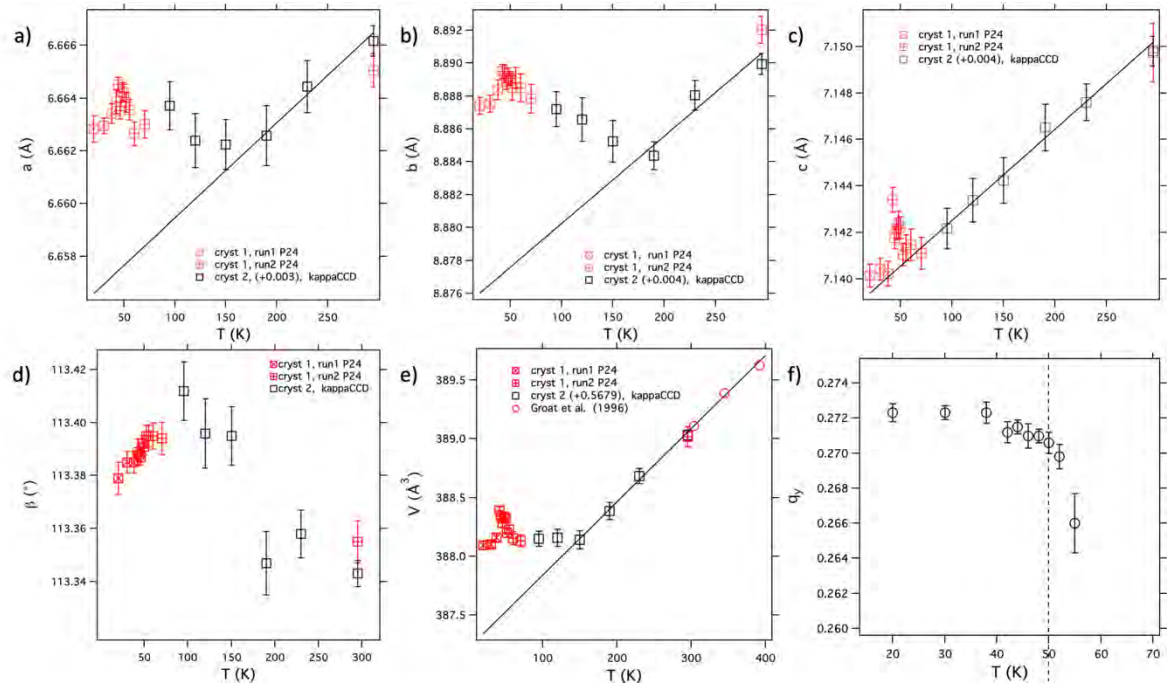 a)
6.666
6.664
6.662
6.660
6.658
a (Å)
cryst 1, run1 P24
cryst 1, run2 P24
cryst 2, (+0.003), kappaCCD
50 100 150 200 250
T (K)
b)
8.892
8.890
8.888
8.886
8.884
8.882
8.880
8.878
8.876
b (Å)
cryst 1, run1 P24
cryst 1, run2 P24
cryst 2 (+0.004), kappaCCD
50 100 150 200 250
T (K)
c)
7.150
7.148
7.146
7.144
7.142
7.140
c (Å)
cryst 1, run1 P24
cryst 1, run2 P24
cryst 2 (+0.004), kappaCCD
50 100 150 200 250
T (K)
d)
113.42
113.40
113.38
113.36
113.34
β (°)
cryst 1, run1 P24
cryst 1, run2 P24
cryst 2, kappaCCD
50 100 150 200 250
T (K)
e)
389.5
389.0
388.5
388.0
387.5
V (Å³)
cryst 1, run1 P24
cryst 1, run2 P24
cryst 2 (+0.5679), kappaCCD
Groat et al. (1996)
100 200 300 400
T (K)
f)
0.274
0.272
0.270
0.268
0.266
0.264
0.262
0.260
qy
20 30 40 50 60 70
T (K)